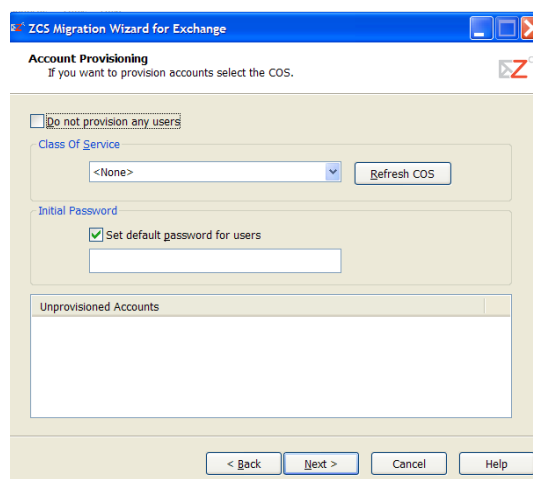 ZCS Migration Wizard for Exchange
Account Provisioning
If you want to provision accounts select the COS.
Do not provision any users
Class Of Service
<None>
Refresh COS
Initial Password
Set default password for users
Unprovisioned Accounts
< Back
Next >
Cancel
Help